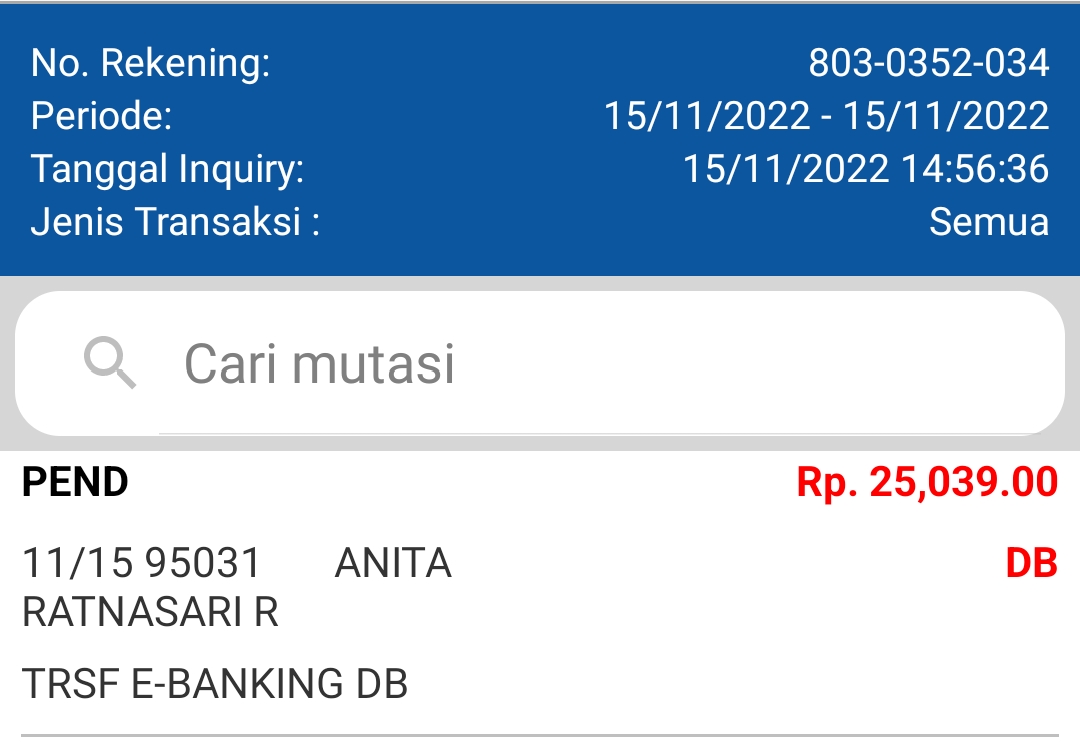 No. Rekening: 803-0352-034
Periode: 15/11/2022 - 15/11/2022
Tanggal Inquiry: 15/11/2022 14:56:36
Jenis Transaksi : Semua
Cari mutasi
PEND Rp. 25,039.00
11/15 95031 ANITA DB
RATNASARI R
TRSF E-BANKING DB